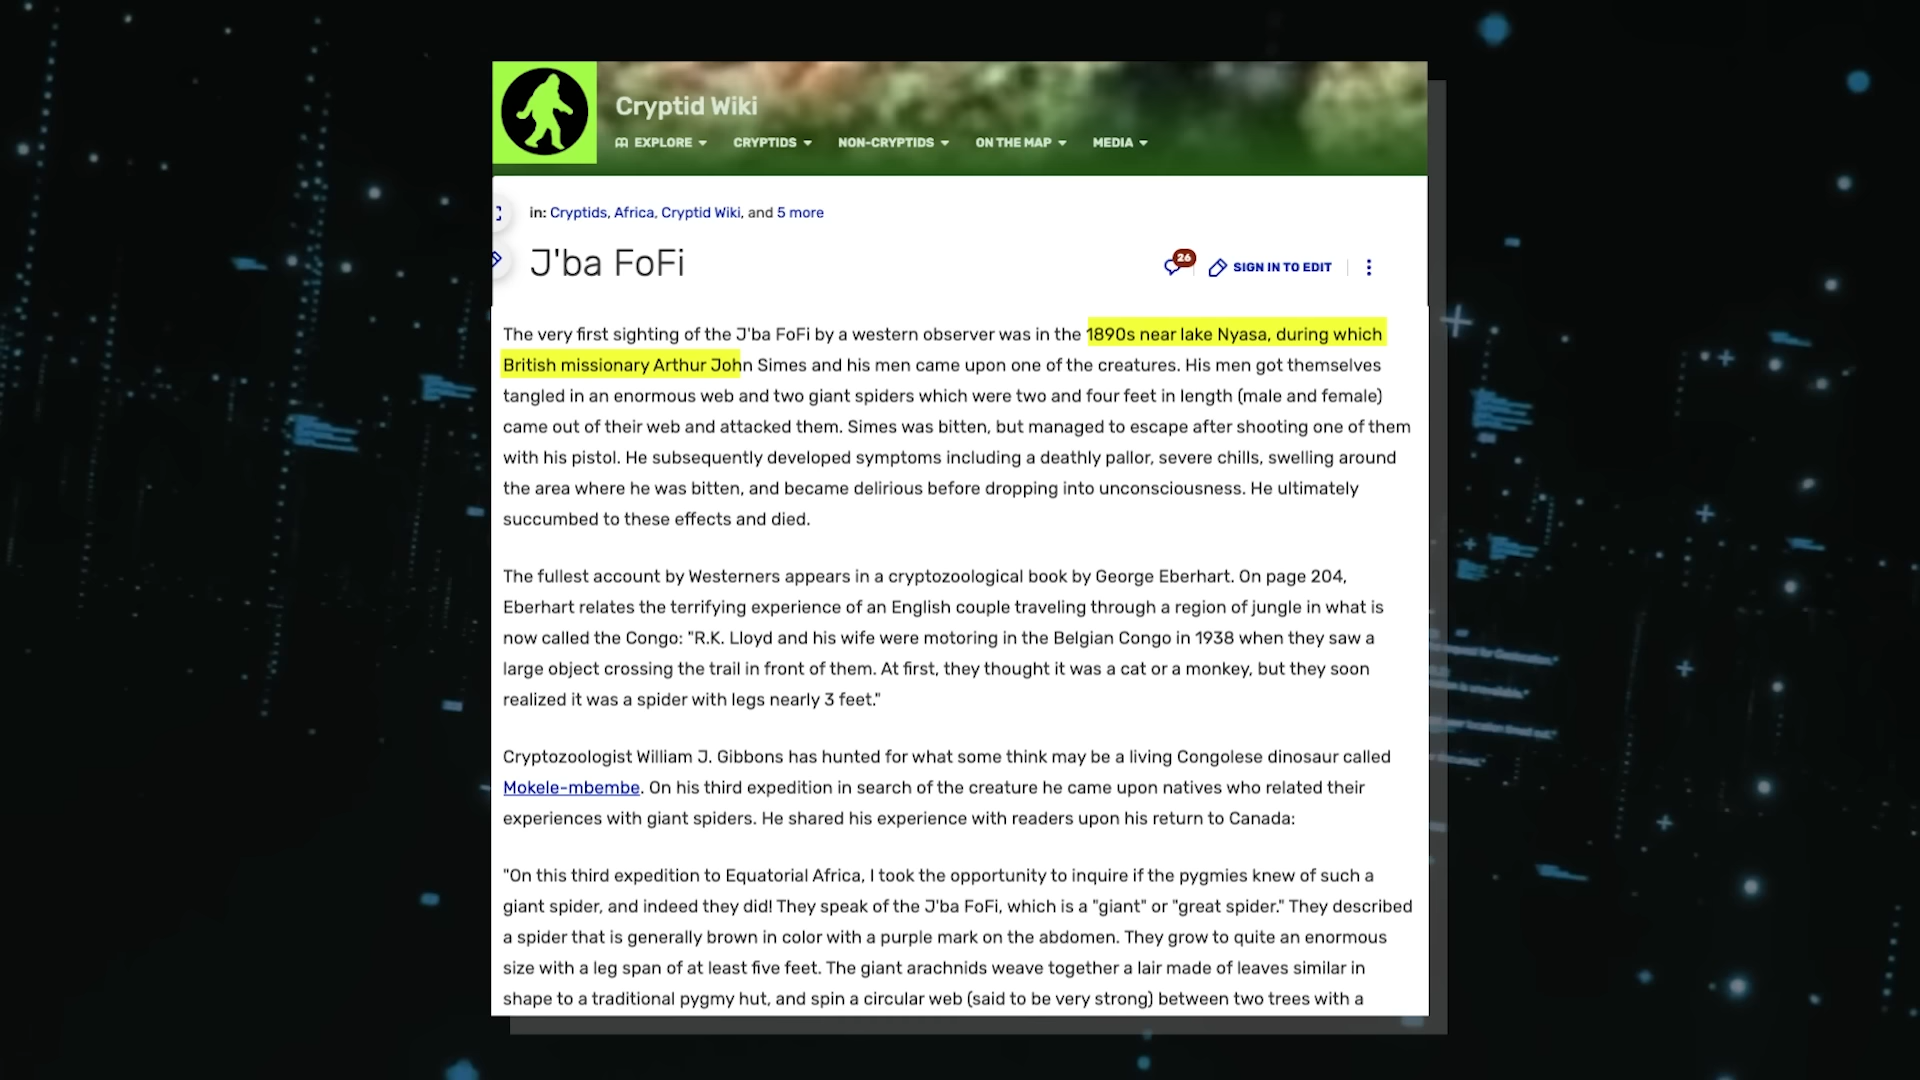 Cryptid Wiki
EXPLORE CRYPTIDS NON-CRYPTIDS ON THE MAP MEDIA
in: Cryptids, Africa, Cryptid Wiki, and 5 more
J'ba FoFi
26 SIGN IN TO EDIT
The very first sighting of the J'ba FoFi by a western observer was in the 1890s near lake Nyasa, during which
British missionary Arthur John Simes and his men came upon one of the creatures. His men got themselves
tangled in an enormous web and two giant spiders which were two and four feet in length (male and female)
came out of their web and attacked them. Simes was bitten, but managed to escape after shooting one of them
with his pistol. He subsequently developed symptoms including a deathly pallor, severe chills, swelling around
the area where he was bitten, and became delirious before dropping into unconsciousness. He ultimately
succumbed to these effects and died.
The fullest account by Westerners appears in a cryptozoological book by George Eberhart. On page 204,
Eberhart relates the terrifying experience of an English couple traveling through a region of jungle in what is
now called the Congo: "R.K. Lloyd and his wife were motoring in the Belgian Congo in 1938 when they saw a
large object crossing the trail in front of them. At first, they thought it was a cat or a monkey, but they soon
realized it was a spider with legs nearly 3 feet."
Cryptozoologist William J. Gibbons has hunted for what some think may be a living Congolese dinosaur called
Mokele-mbembe. On his third expedition in search of the creature he came upon natives who related their
experiences with giant spiders. He shared his experience with readers upon his return to Canada:
"On this third expedition to Equatorial Africa, I took the opportunity to inquire if the pygmies knew of such a
giant spider, and indeed they did! They speak of the J'ba FoFi, which is a "giant" or "great spider." They described
a spider that is generally brown in color with a purple mark on the abdomen. They grow to quite an enormous
size with a leg span of at least five feet. The giant arachnids weave together a lair made of leaves similar in
shape to a traditional pygmy hut, and spin a circular web (said to be very strong) between two trees with a